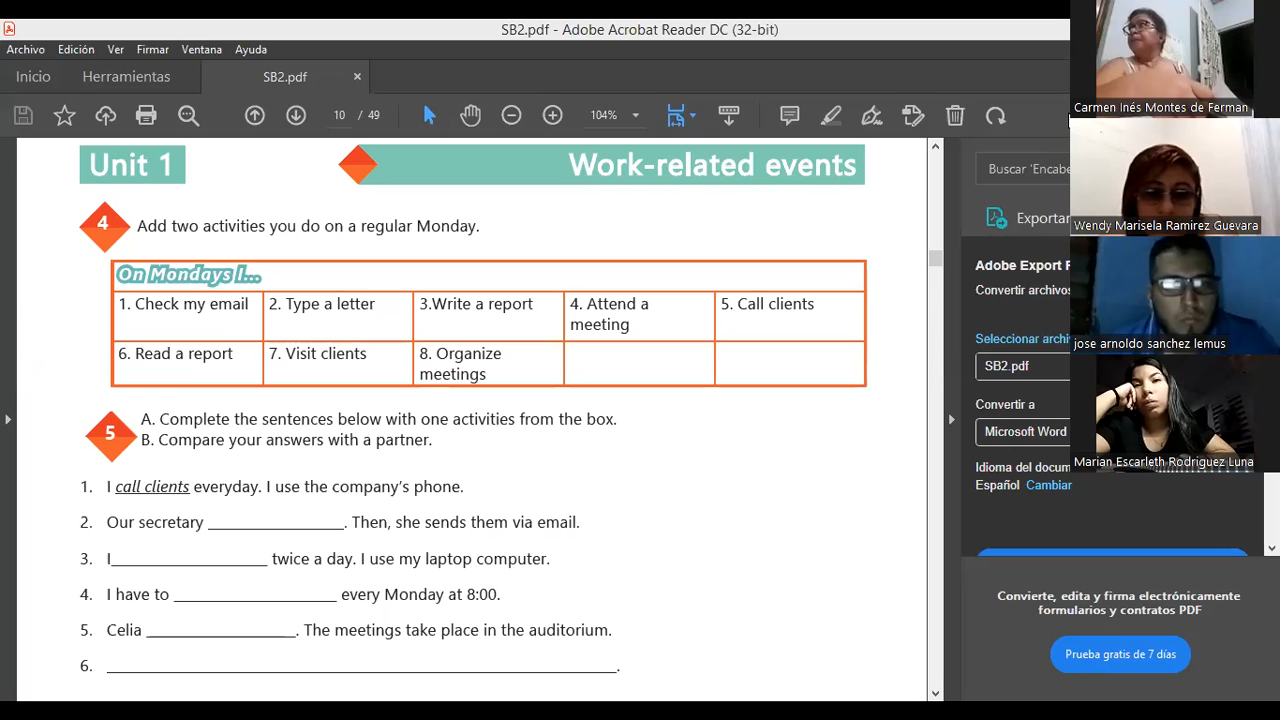 SB2.pdf - Adobe Acrobat Reader DC (32-bit)
Archivo Edición Ver Firmar Ventana Ayuda
Inicio Herramientas SB2.pdf ×
10 / 49 104%
Unit 1 Work-related events
4 Add two activities you do on a regular Monday.
On Mondays I...
1. Check my email 2. Type a letter 3.Write a report 4. Attend a meeting 5. Call clients
6. Read a report 7. Visit clients 8. Organize meetings
5 A. Complete the sentences below with one activities from the box.
B. Compare your answers with a partner.
1. I call clients everyday. I use the company's phone.
2. Our secretary _______________. Then, she sends them via email.
3. I_________________ twice a day. I use my laptop computer.
4. I have to __________________ every Monday at 8:00.
5. Celia ________________. The meetings take place in the auditorium.
6. ________________________________________________________.
Buscar 'Encabe
Exportar
Adobe Export
Convertir archivos
Seleccionar archi
SB2.pdf
Convertir a
Microsoft Word
Idioma del docum
Español Cambiar
Convierte, edita y firma electrónicamente
formularios y contratos PDF
Prueba gratis de 7 días
Carmen Inés Montes de Ferman
Wendy Marisela Ramirez Guevara
jose arnoldo sanchez lemus
Marian Escarleth Rodriguez Luna